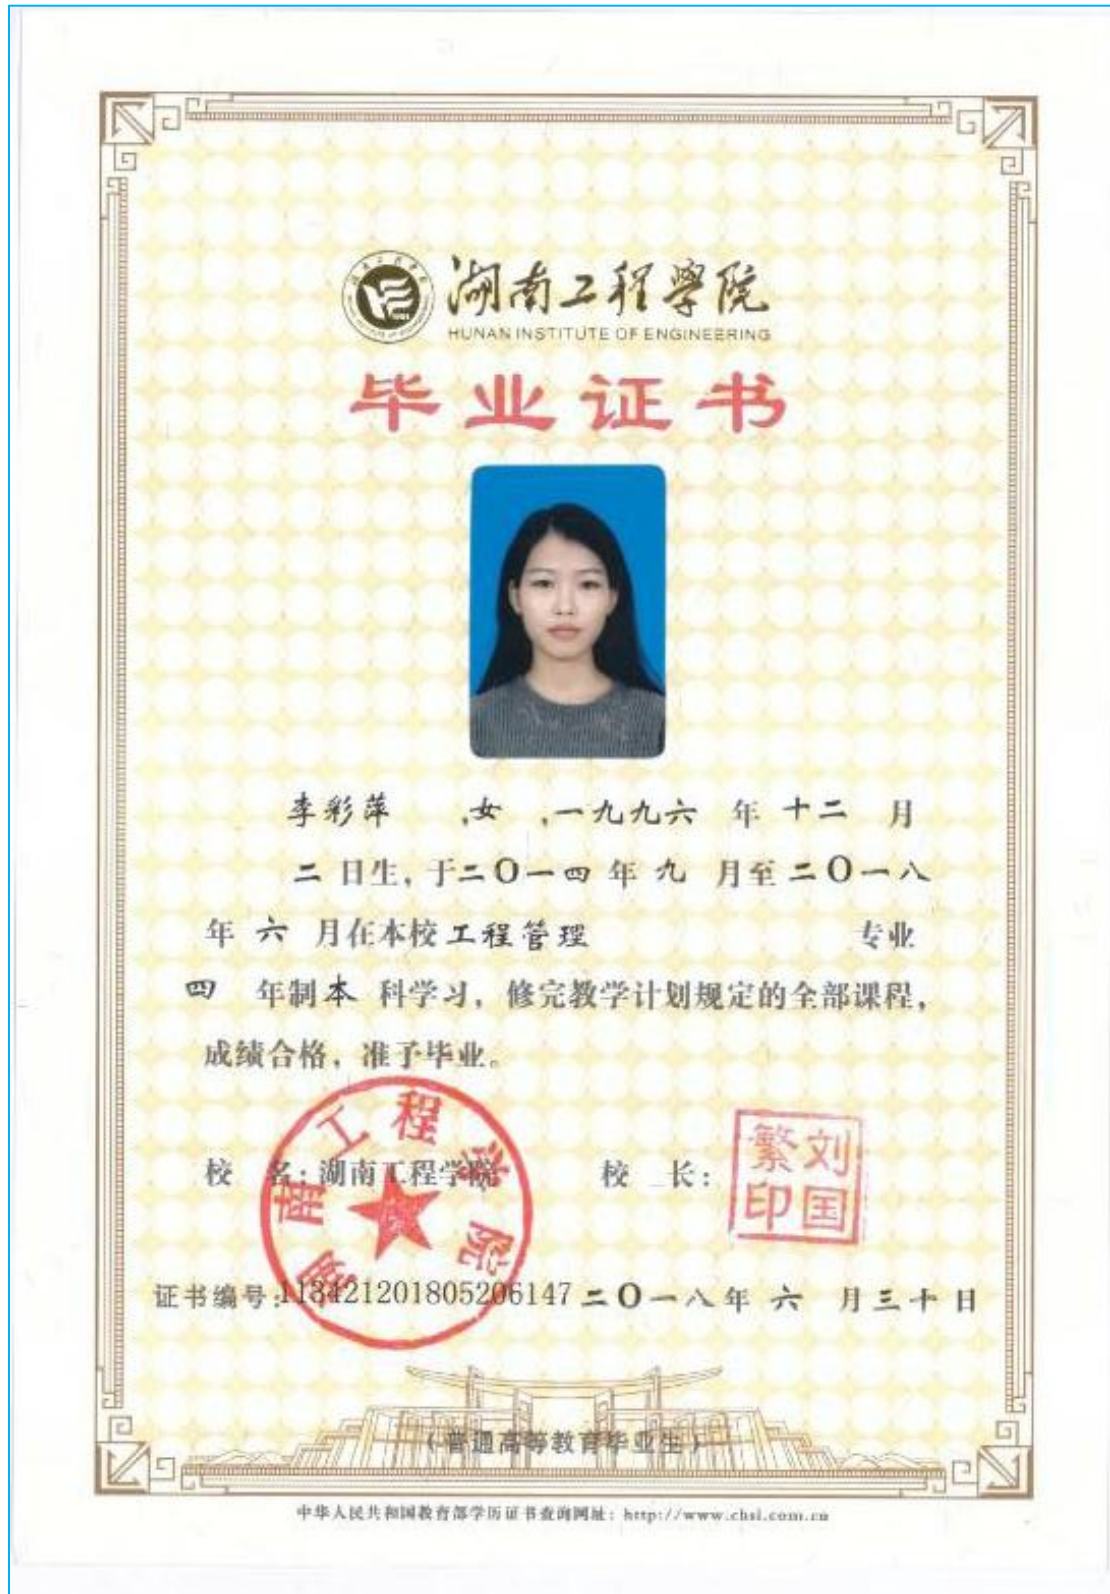 湖南工程學院
HUNAN INSTITUTE OF ENGINEERING
毕业证书
李彩萍 ,女 ,一九九六 年 十二 月
二 日生, 于二〇一四 年 九 月至 二〇一八
年 六 月在本校 工程管理 专业
四 年制 本 科学习, 修完教学计划规定的全部课程,
成绩合格, 准予毕业。
湖南工程学院
校 名: 湖南工程学院 校 长:
刘国繁印
证书编号: 113421201805206147 二〇一八 年 六 月 三十 日
(普通高等教育毕业生)
中华人民共和国教育部学历证书查询网址: http://www.chsi.com.cn